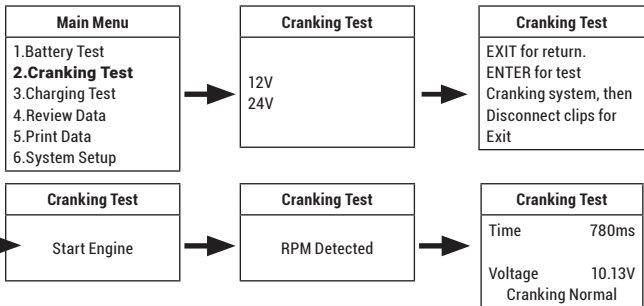 Main Menu
1.Battery Test
2.Cranking Test
3.Charging Test
4.Review Data
5.Print Data
6.System Setup
Cranking Test
12V
24V
Cranking Test
EXIT for return.
ENTER for test
Cranking system, then
Disconnect clips for
Exit
Cranking Test
Start Engine
Cranking Test
RPM Detected
Cranking Test
Time 780ms
Voltage 10.13V
Cranking Normal